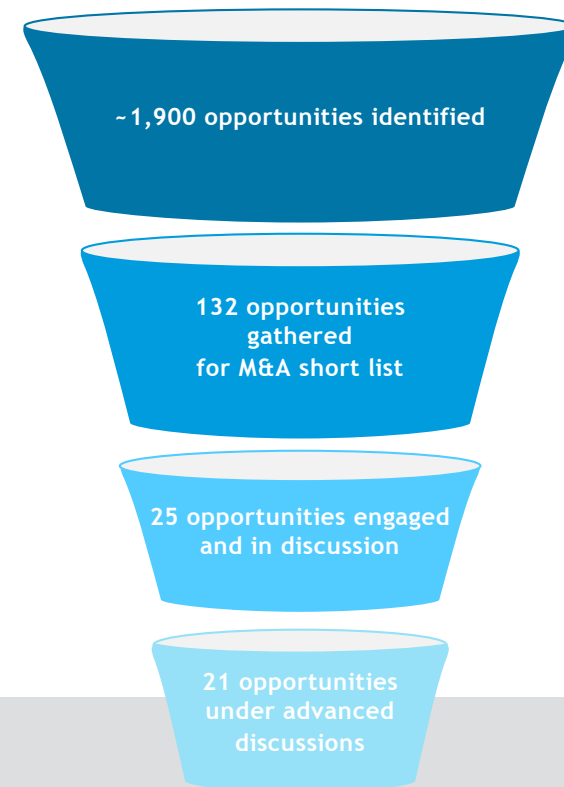 ~1,900 opportunities identified
132 opportunities
gathered
for M&A short list
25 opportunities engaged
and in discussion
21 opportunities
under advanced
discussions